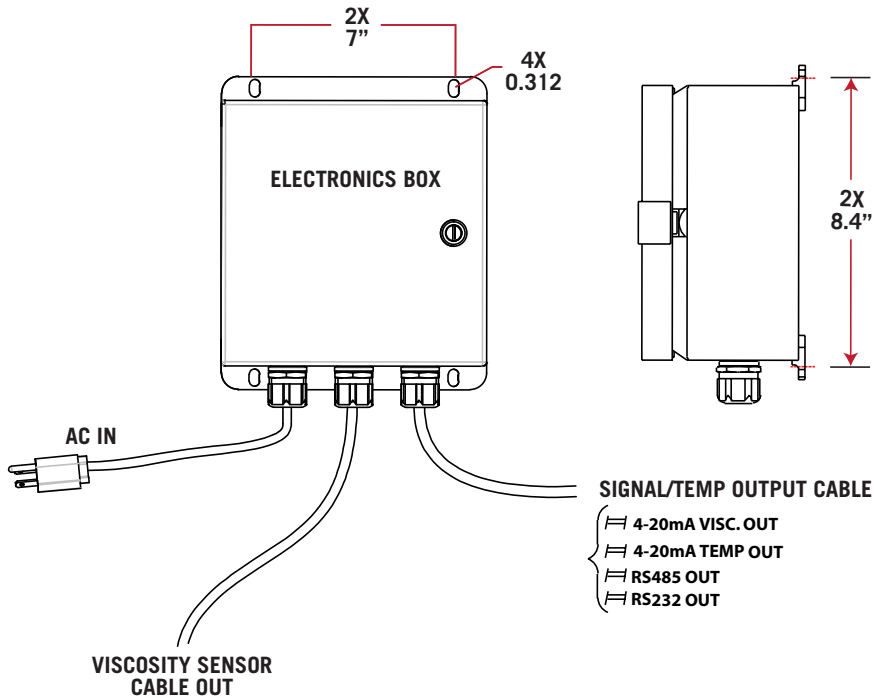 2X
7”
4X
0.312
ELECTRONICS BOX
2X
8.4”
AC IN
SIGNAL/TEMP OUTPUT CABLE
4-20mA VISC. OUT
4-20mA TEMP OUT
RS485 OUT
RS232 OUT
VISCOSITY SENSOR
CABLE OUT